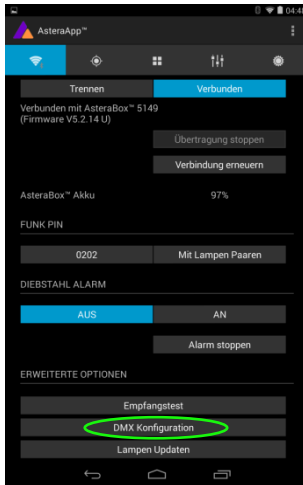 04:48
AsteraApp™
Trennen
Verbunden
Verbunden mit AsteraBox™ 5149
(Firmware V5.2.14 U)
Übertragung stoppen
Verbindung erneuern
AsteraBox™ Akku
97%
FUNK PIN
0202
Mit Lampen Paaren
DIEBSTAHL ALARM
AUS
AN
Alarm stoppen
ERWEITERTE OPTIONEN
Empfangstest
DMX Konfiguration
Lampen Updaten